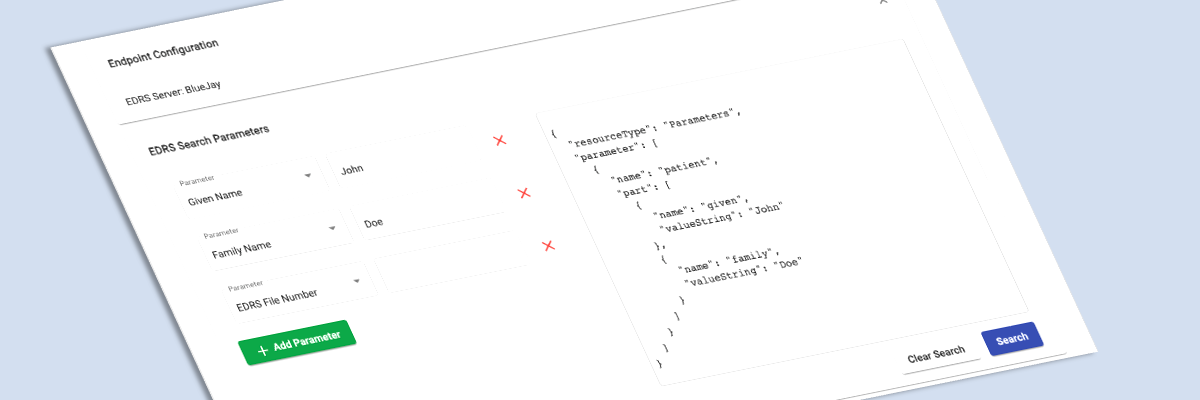 Endpoint Configuration
EDRS Server: BlueJay
EDRS Search Parameters
Parameter
Given Name
John
Parameter
Family Name
Doe
Parameter
EDRS File Number
+ Add Parameter
{
"resourceType": "Parameters",
"parameter": [
{
"name": "patient",
"part": [
{
"name": "given",
"valueString": "John"
},
{
"name": "family",
"valueString": "Doe"
}
]
}
]
}
Clear Search
Search